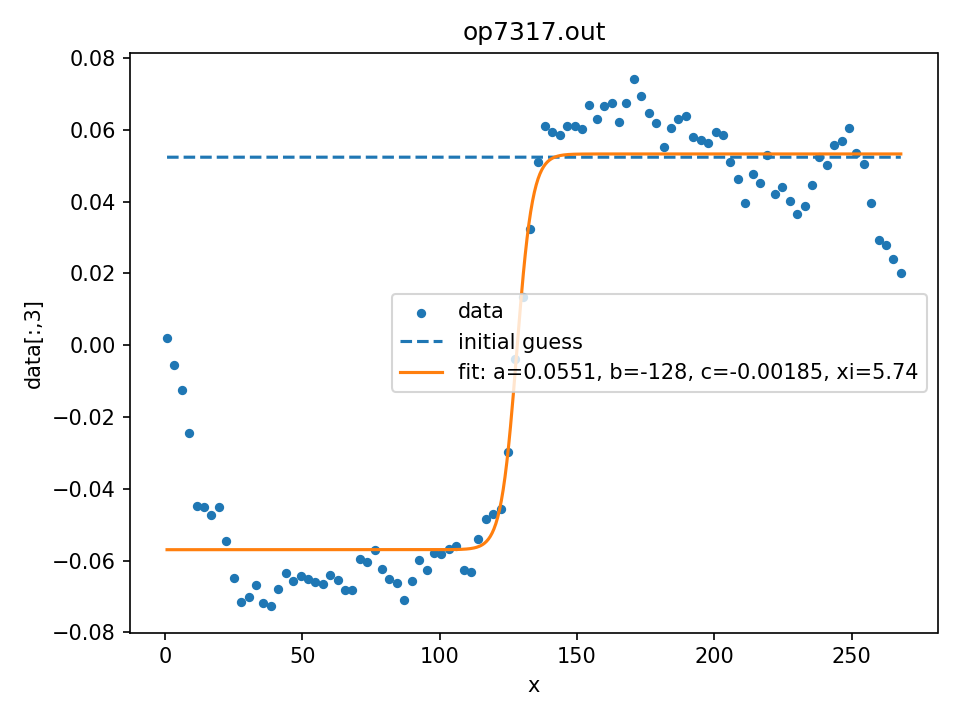 op7317.out
0.08
0.06
0.04
0.02
0.00
−0.02
−0.04
−0.06
−0.08
data[:,3]
data
initial guess
fit: a=0.0551, b=-128, c=-0.00185, xi=5.74
0 50 100 150 200 250
x